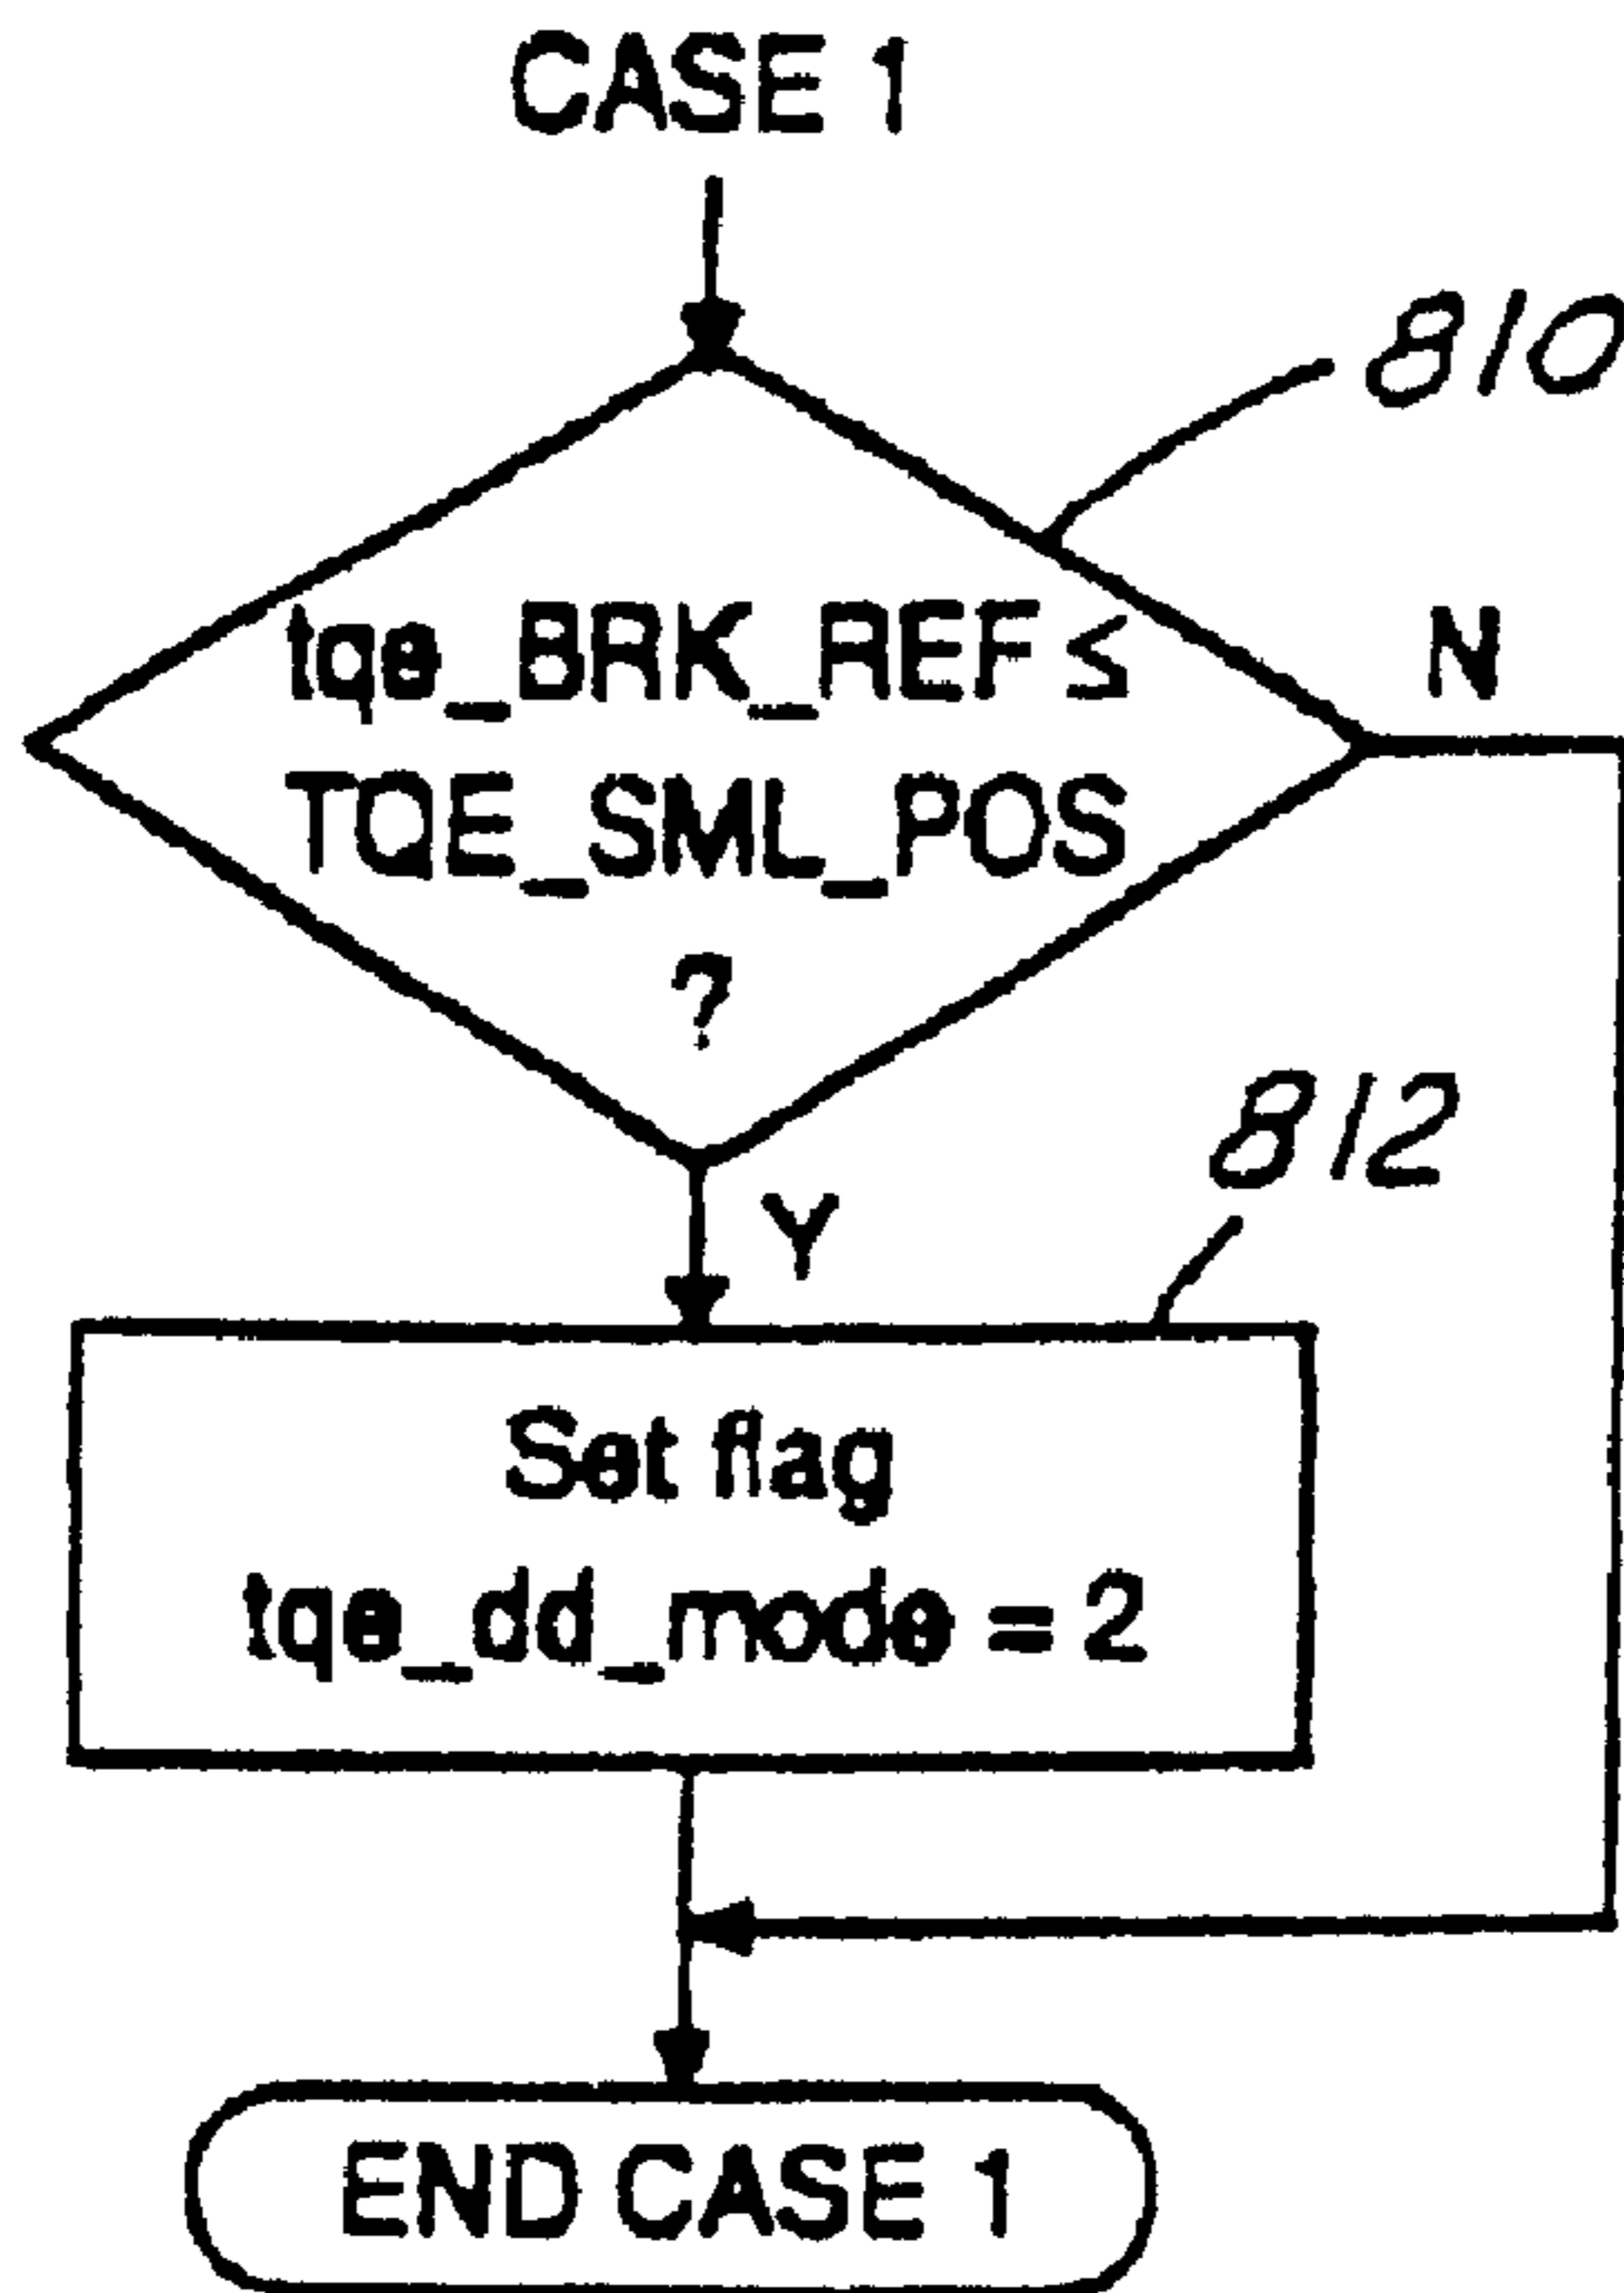 CASE 1
810
tqe_BRK_REF ≤
N
TQE_SML_POS
?
812
Y
Set flag
tqe_dd_mode = 2
END CASE 1